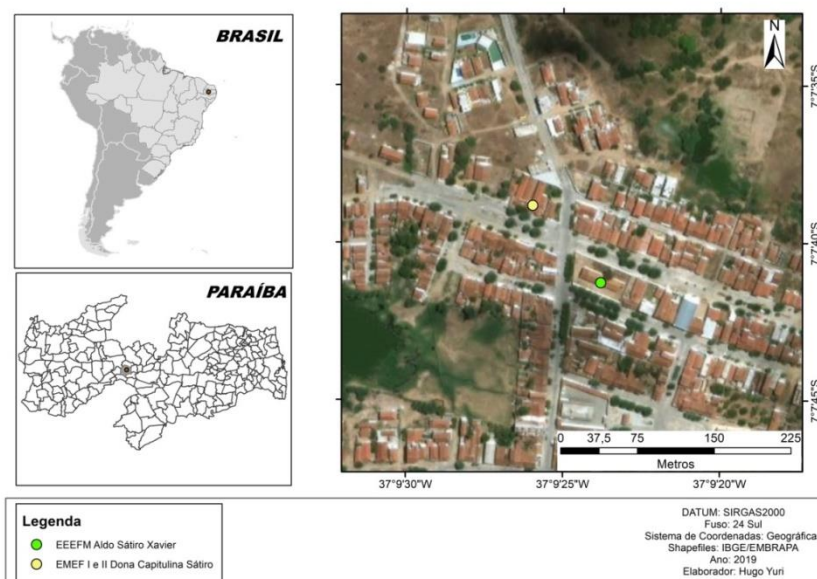 BRASIL
PARAÍBA
N
7°7'35"S
7°7'40"S
7°7'45"S
0 37,5 75 150 225
Metros
37°9'30"W 37°9'25"W 37°9'20"W
Legenda
EEEFM Aldo Sátiro Xavier
EMEF I e II Dona Capitulina Sátiro
DATUM: SIRGAS2000
Fuso: 24 Sul
Sistema de Coordenadas: Geográfica
Shapefiles: IBGE/EMBRAPA
Ano: 2019
Elaborador: Hugo Yuri